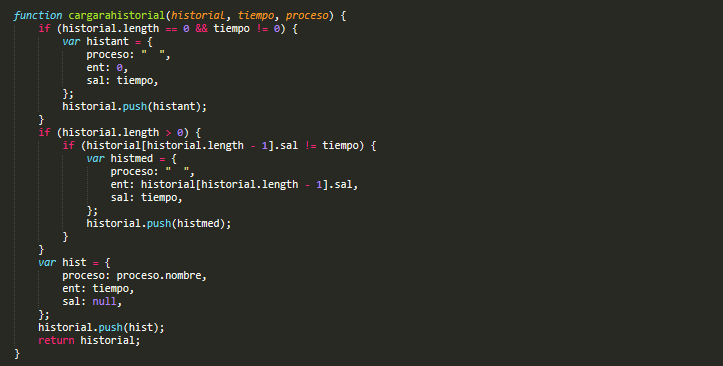 function cargarahistorial(historial, tiempo, proceso) {
    if (historial.length == 0 && tiempo != 0) {
        var histant = {
            proceso: "  ",
            ent: 0,
            sal: tiempo,
        };
        historial.push(histant);
    }
    if (historial.length > 0) {
        if (historial[historial.length - 1].sal != tiempo) {
            var histmed = {
                proceso: "  ",
                ent: historial[historial.length - 1].sal,
                sal: tiempo,
            };
            historial.push(histmed);
        }
    }
    var hist = {
        proceso: proceso.nombre,
        ent: tiempo,
        sal: null,
    };
    historial.push(hist);
    return historial;
}